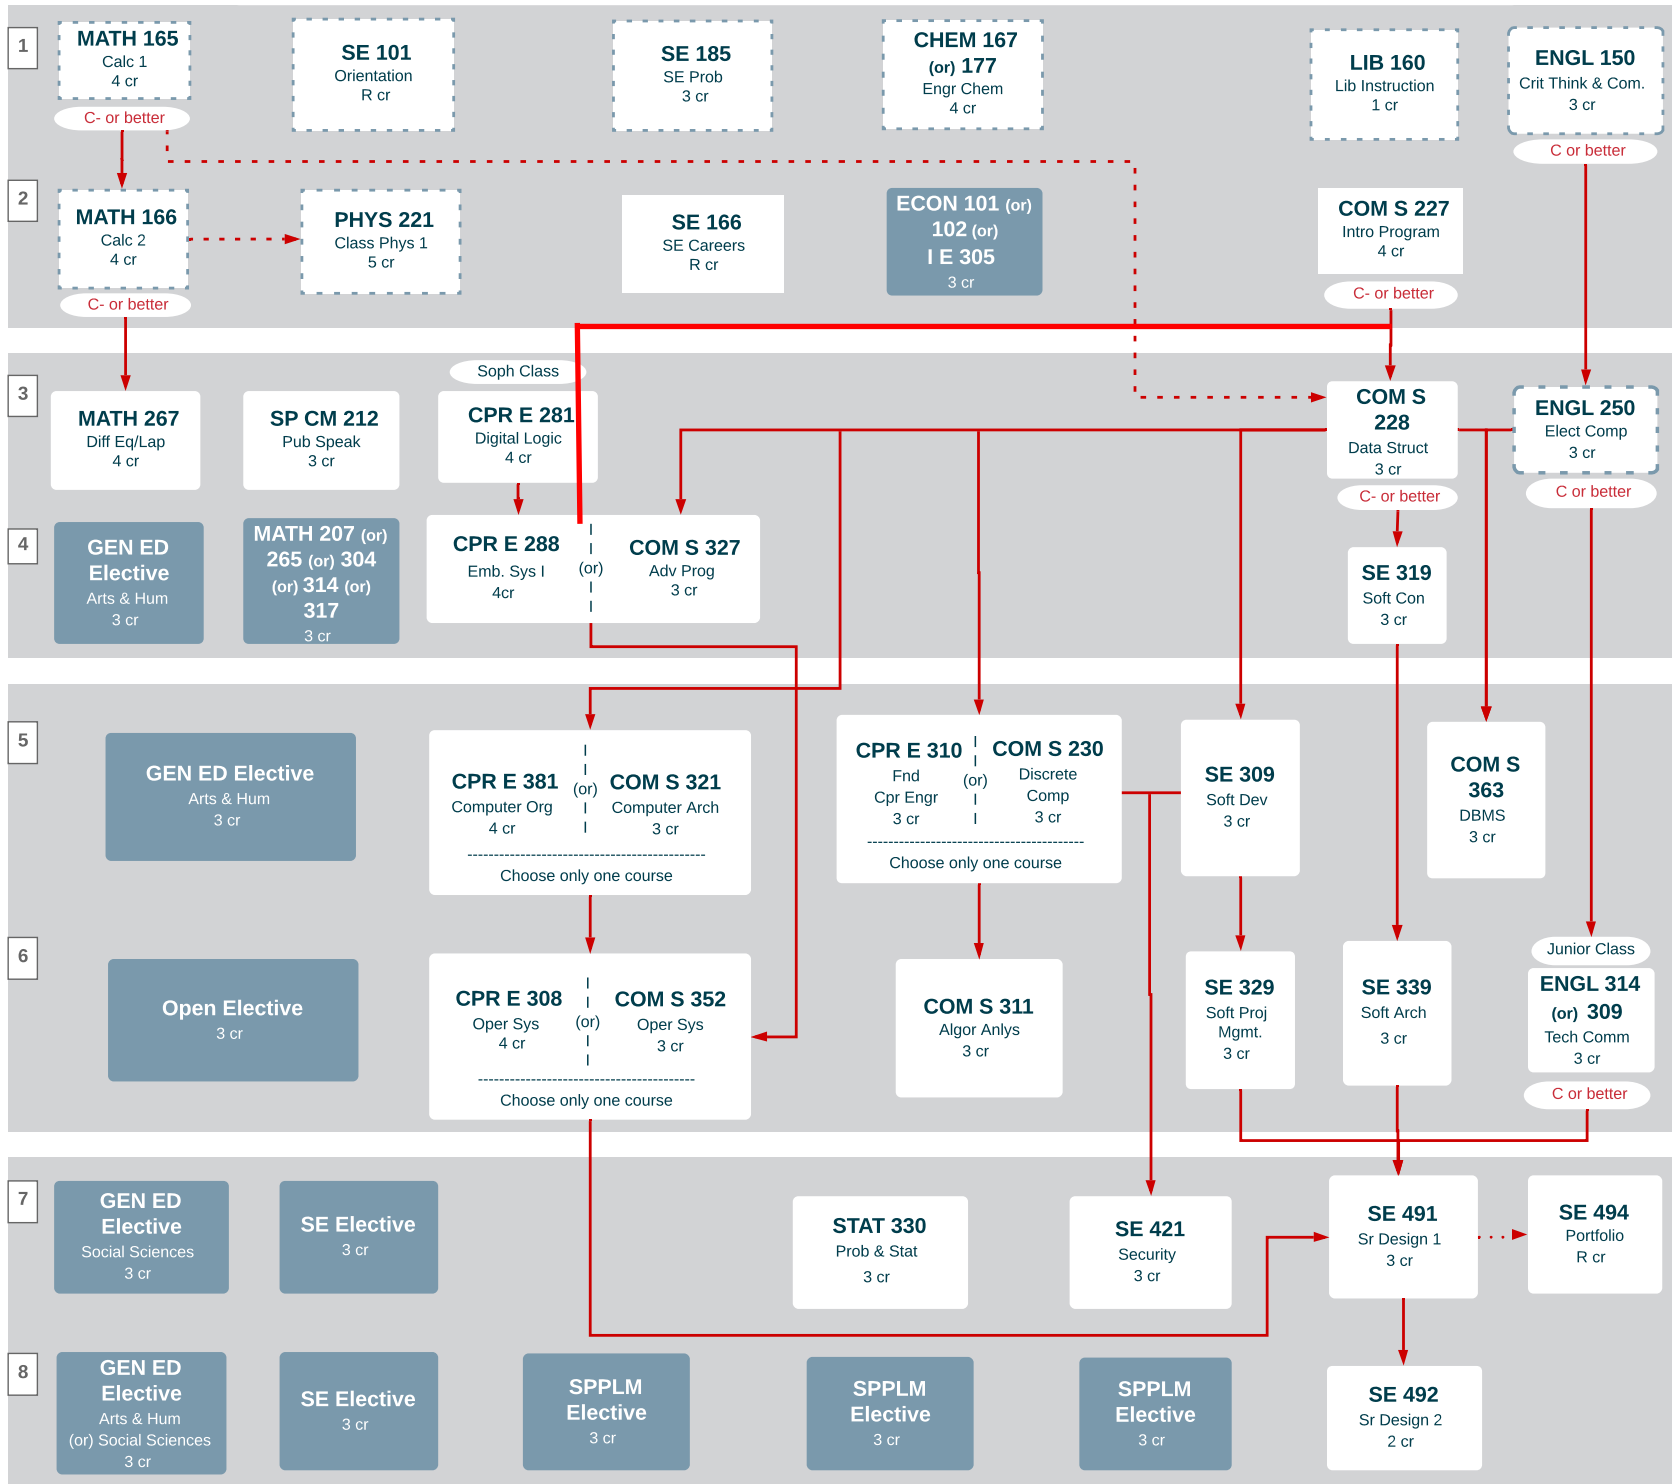 1
MATH 165
Calc 1
4 cr
C- or better
SE 101
Orientation
R cr
SE 185
SE Prob
3 cr
CHEM 167
(or) 177
Engr Chem
4 cr
LIB 160
Lib Instruction
1 cr
ENGL 150
Crit Think & Com.
3 cr
C or better
2
MATH 166
Calc 2
4 cr
C- or better
PHYS 221
Class Phys 1
5 cr
SE 166
SE Careers
R cr
ECON 101 (or)
102 (or)
I E 305
3 cr
COM S 227
Intro Program
4 cr
C- or better
3
MATH 267
Diff Eq/Lap
4 cr
SP CM 212
Pub Speak
3 cr
Soph Class
CPR E 281
Digital Logic
4 cr
COM S
228
Data Struct
3 cr
C- or better
ENGL 250
Elect Comp
3 cr
C or better
4
GEN ED
Elective
Arts & Hum
3 cr
MATH 207 (or)
265 (or) 304
(or) 314 (or)
317
3 cr
CPR E 288
Emb. Sys I
4cr
(or)
COM S 327
Adv Prog
3 cr
SE 319
Soft Con
3 cr
5
GEN ED Elective
Arts & Hum
3 cr
CPR E 381
Computer Org
4 cr
(or)
COM S 321
Computer Arch
3 cr
Choose only one course
CPR E 310
Fnd
Cpr Engr
3 cr
(or)
COM S 230
Discrete
Comp
3 cr
Choose only one course
SE 309
Soft Dev
3 cr
COM S
363
DBMS
3 cr
6
Open Elective
3 cr
CPR E 308
Oper Sys
4 cr
(or)
COM S 352
Oper Sys
3 cr
Choose only one course
COM S 311
Algor Anlys
3 cr
SE 329
Soft Proj
Mgmt.
3 cr
SE 339
Soft Arch
3 cr
Junior Class
ENGL 314
(or) 309
Tech Comm
3 cr
C or better
7
GEN ED
Elective
Social Sciences
3 cr
SE Elective
3 cr
STAT 330
Prob & Stat
3 cr
SE 421
Security
3 cr
SE 491
Sr Design 1
3 cr
SE 494
Portfolio
R cr
8
GEN ED
Elective
Arts & Hum
(or) Social Sciences
3 cr
SE Elective
3 cr
SPPLM
Elective
3 cr
SPPLM
Elective
3 cr
SPPLM
Elective
3 cr
SE 492
Sr Design 2
2 cr